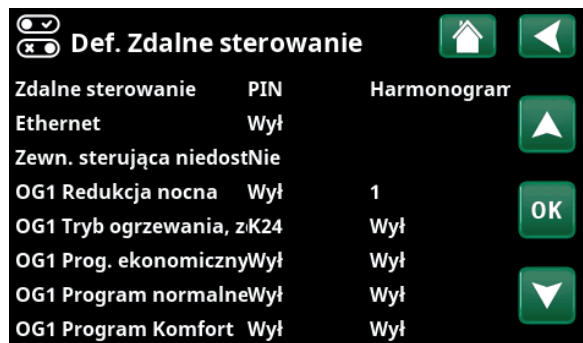 Def. Zdalne sterowanie
Zdalne sterowanie PIN Harmonogram
Ethernet Wył
Zewn. sterująca niedostNie
OG1 Redukcja nocna Wył 1
OG1 Tryb ogrzewania, zK24 Wył
OG1 Prog. ekonomicznyWył Wył
OG1 Program normalneWył Wył
OG1 Program Komfort Wył Wył
OK